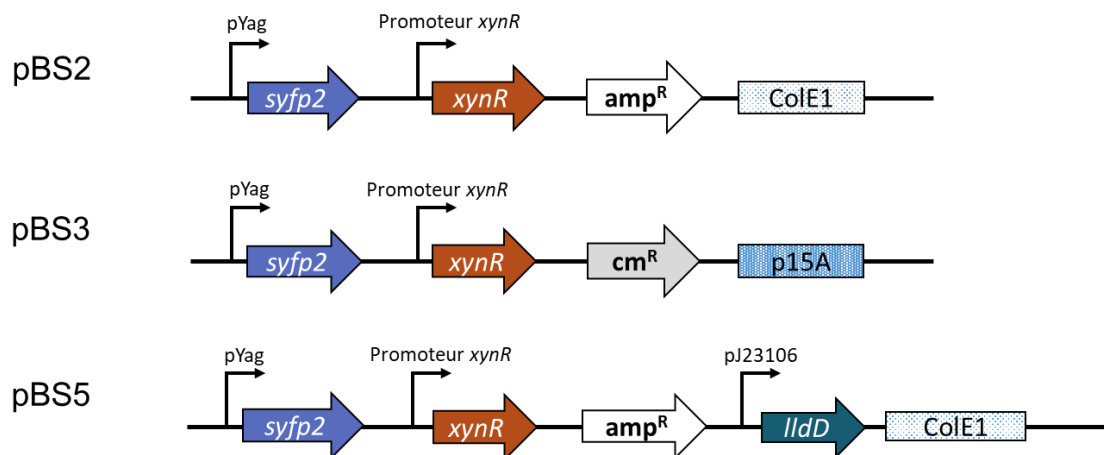 pYag Promoteur xynR
pBS2
syfp2 xynR ampᴿ ColE1
pYag Promoteur xynR
pBS3
syfp2 xynR cmᴿ p15A
pYag Promoteur xynR pJ23106
pBS5
syfp2 xynR ampᴿ lldD ColE1